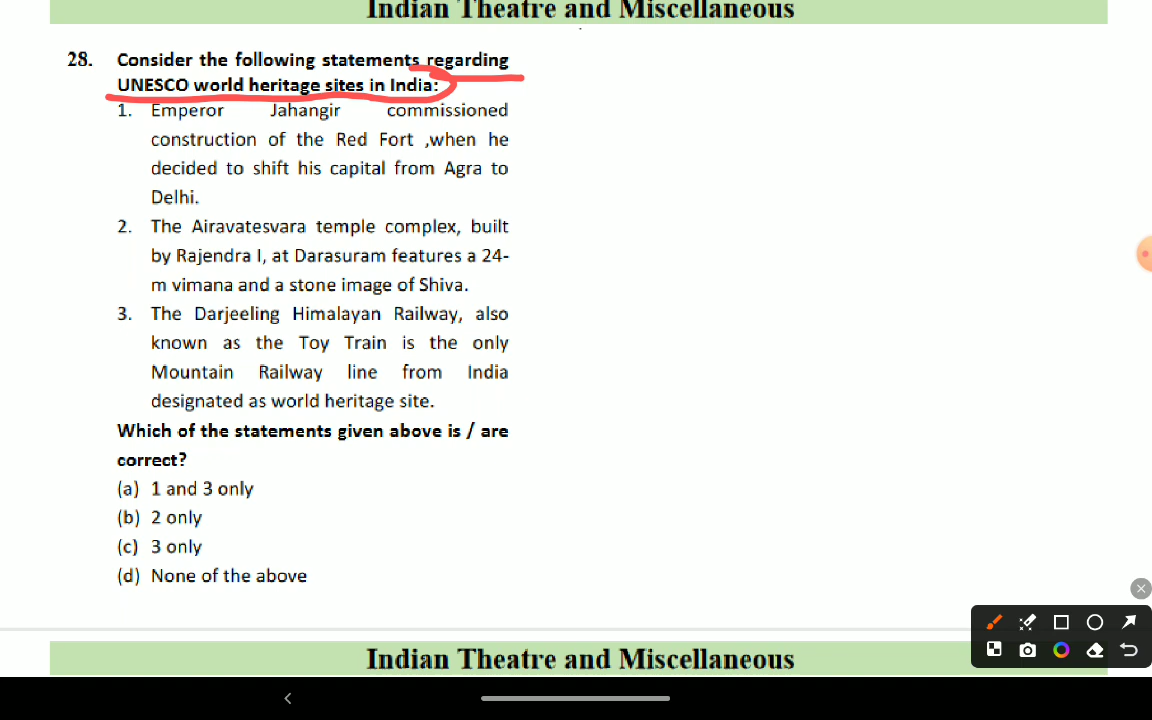 Indian Theatre and Miscellaneous
28. Consider the following statements regarding
UNESCO world heritage sites in India:
1. Emperor Jahangir commissioned
construction of the Red Fort ,when he
decided to shift his capital from Agra to
Delhi.
2. The Airavatesvara temple complex, built
by Rajendra I, at Darasuram features a 24-
m vimana and a stone image of Shiva.
3. The Darjeeling Himalayan Railway, also
known as the Toy Train is the only
Mountain Railway line from India
designated as world heritage site.
Which of the statements given above is / are
correct?
(a) 1 and 3 only
(b) 2 only
(c) 3 only
(d) None of the above
Indian Theatre and Miscellaneous